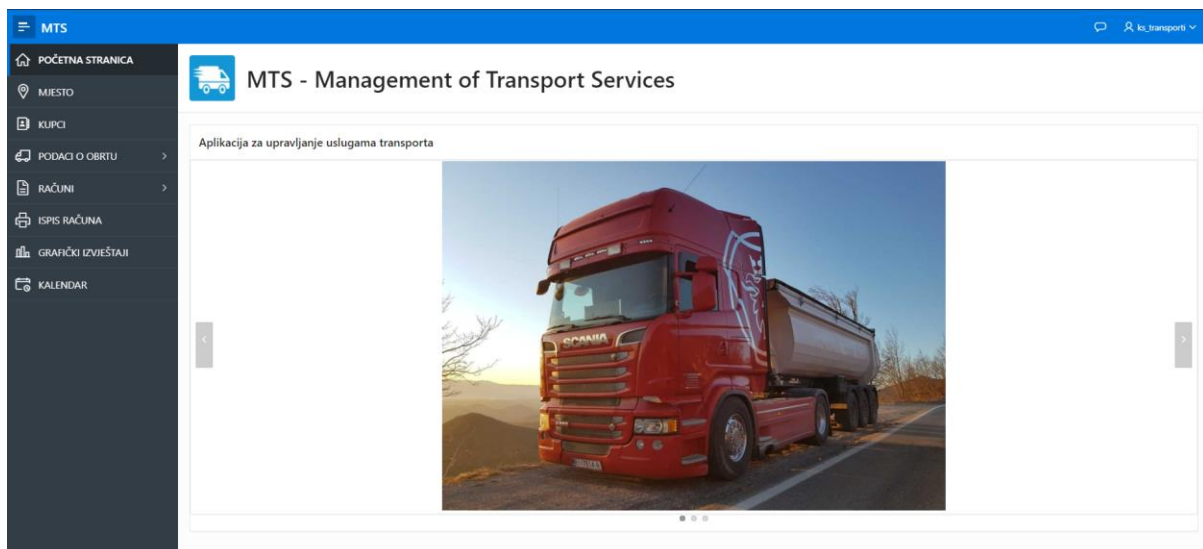 MTS
ks_transporti
POČETNA STRANICA
MJESTO
KUPCI
PODACI O OBRTU
RAČUNI
ISPIS RAČUNA
GRAFIČKI IZVJEŠTAJI
KALENDAR
MTS - Management of Transport Services
Aplikacija za upravljanje uslugama transporta
SCANIA